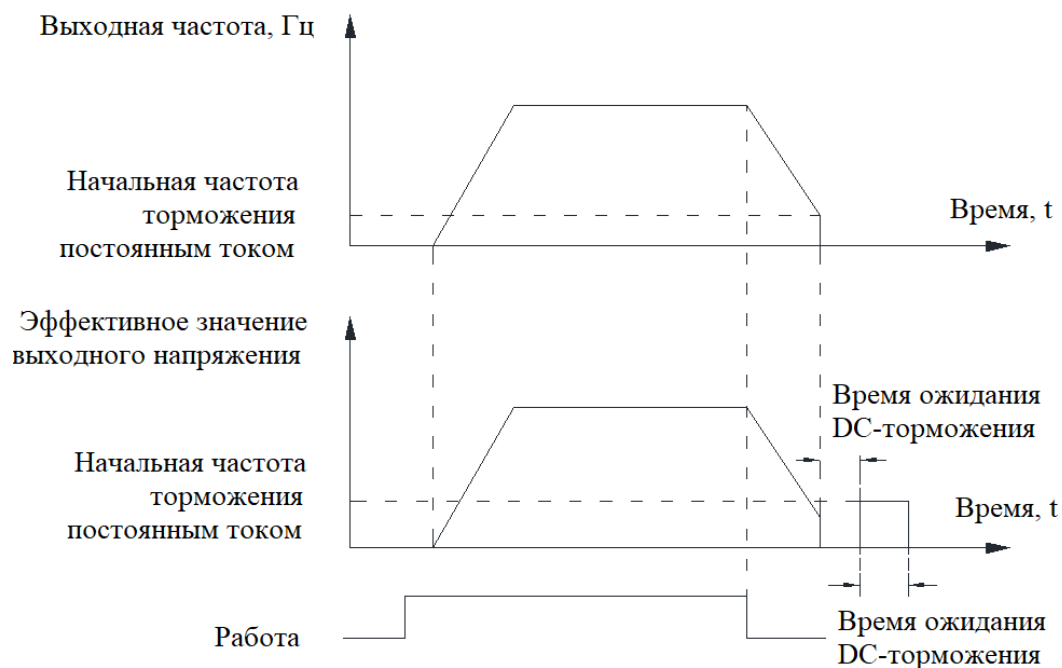 Выходная частота, Гц
Начальная частота
торможения
постоянным током
Время, t
Эффективное значение
выходного напряжения
Время ожидания
DC-торможения
Начальная частота
торможения
постоянным током
Время, t
Работа
Время ожидания
DC-торможения